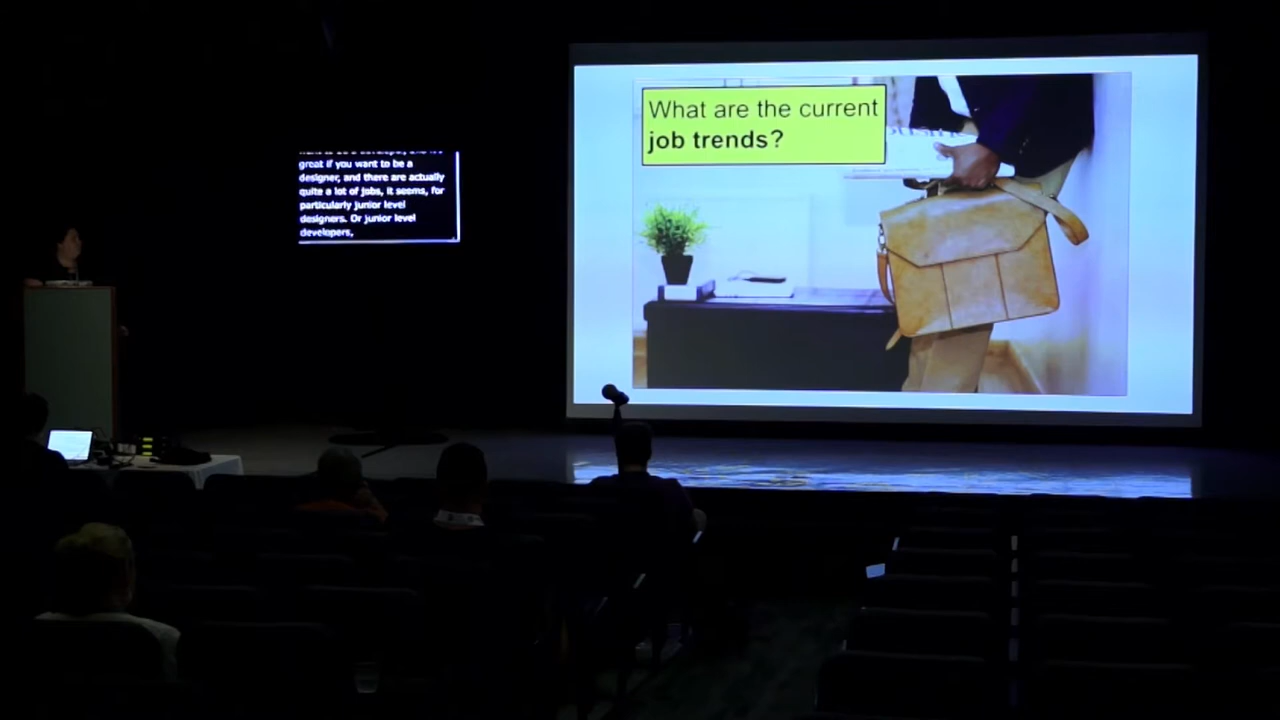 great if you want to be a
designer, and there are actually
quite a lot of jobs, it seems, for
particularly junior level
designers. Or junior level
developers,
What are the current
job trends?